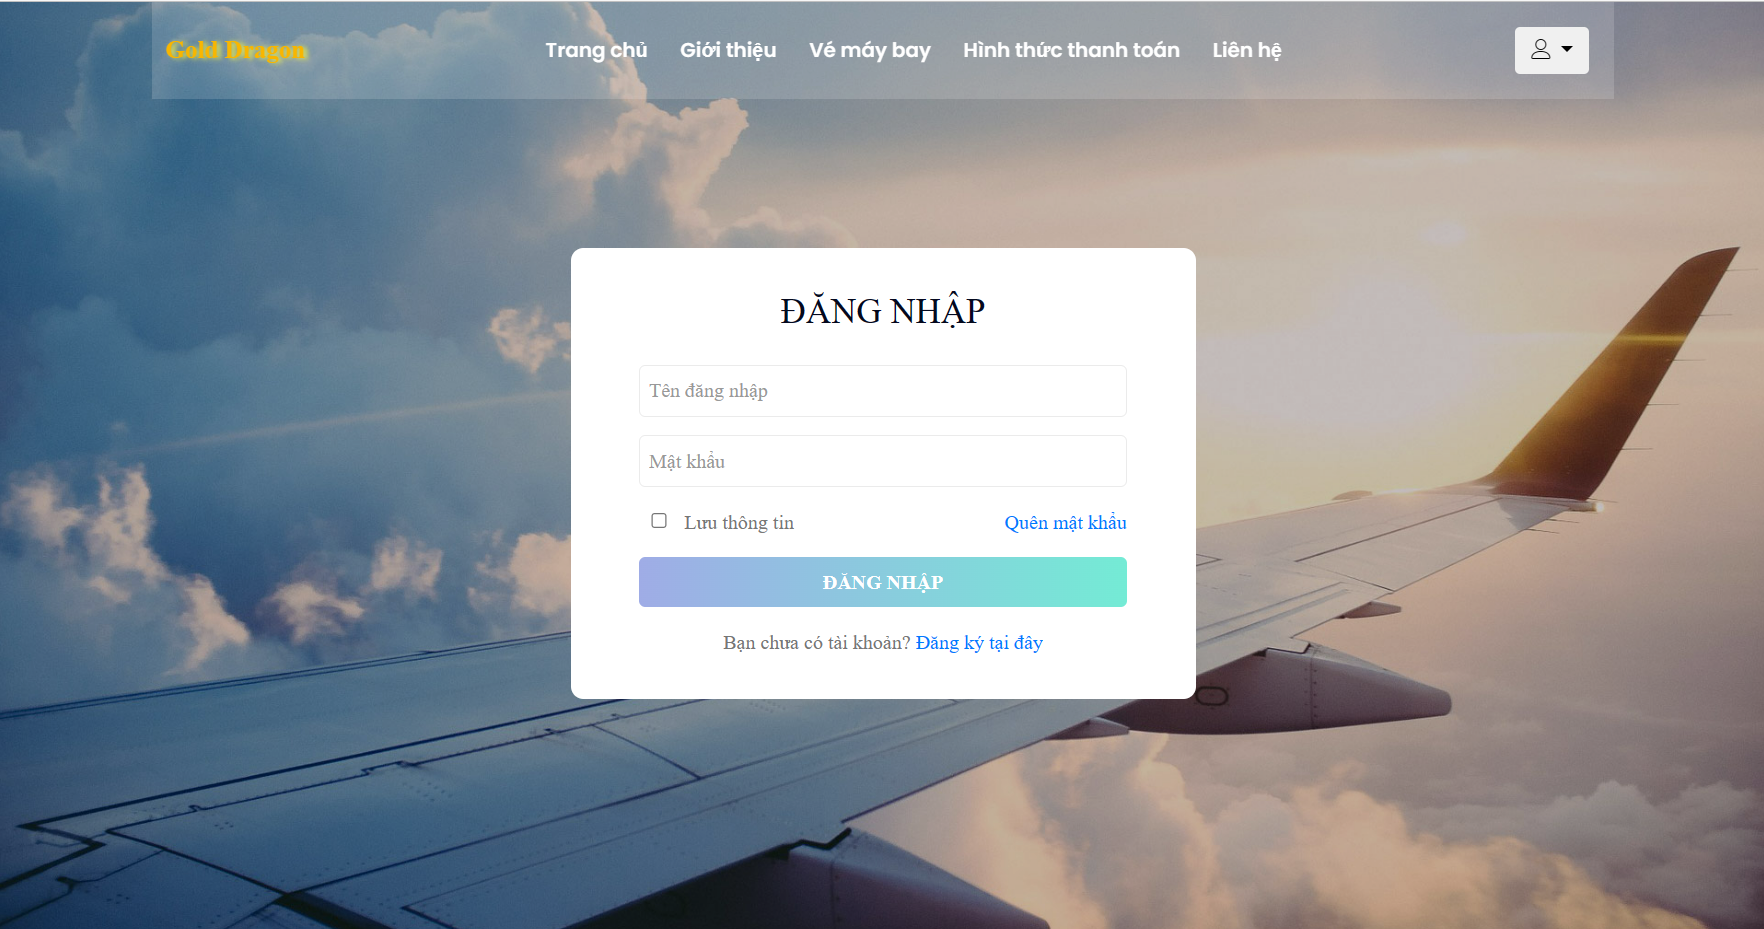 Gold Dragon
Trang chủ Giới thiệu Vé máy bay Hình thức thanh toán Liên hệ
ĐĂNG NHẬP
Tên đăng nhập
Mật khẩu
Lưu thông tin Quên mật khẩu
ĐĂNG NHẬP
Bạn chưa có tài khoản? Đăng ký tại đây